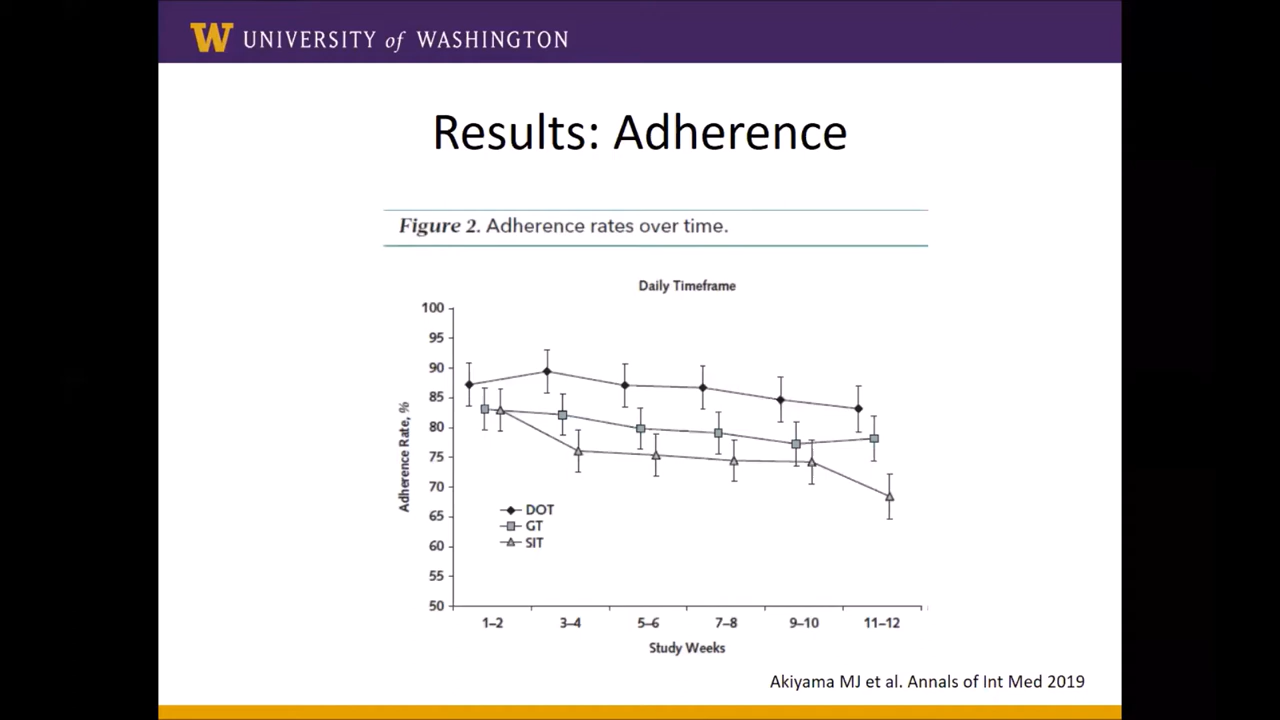 W UNIVERSITY of WASHINGTON
Results: Adherence
Figure 2. Adherence rates over time.
Daily Timeframe
100
95
90
85
80
75
70
65
60
55
50
Adherence Rate, %
DOT
GT
SIT
1–2 3–4 5–6 7–8 9–10 11–12
Study Weeks
Akiyama MJ et al. Annals of Int Med 2019